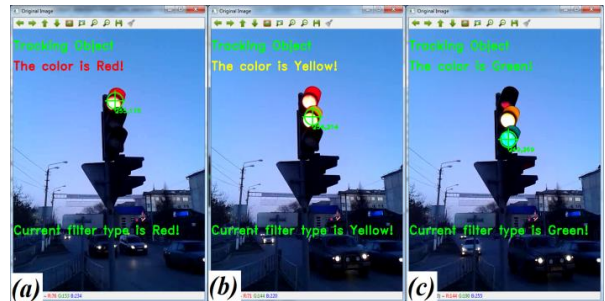 Original Image
Tracking Object
The color is Red!
Current filter type is Red!
(a)
Original Image
Tracking Object
The color is Yellow!
Current filter type is Yellow!
(b)
Original Image
Tracking Object
The color is Green!
Current filter type is Green!
(c)